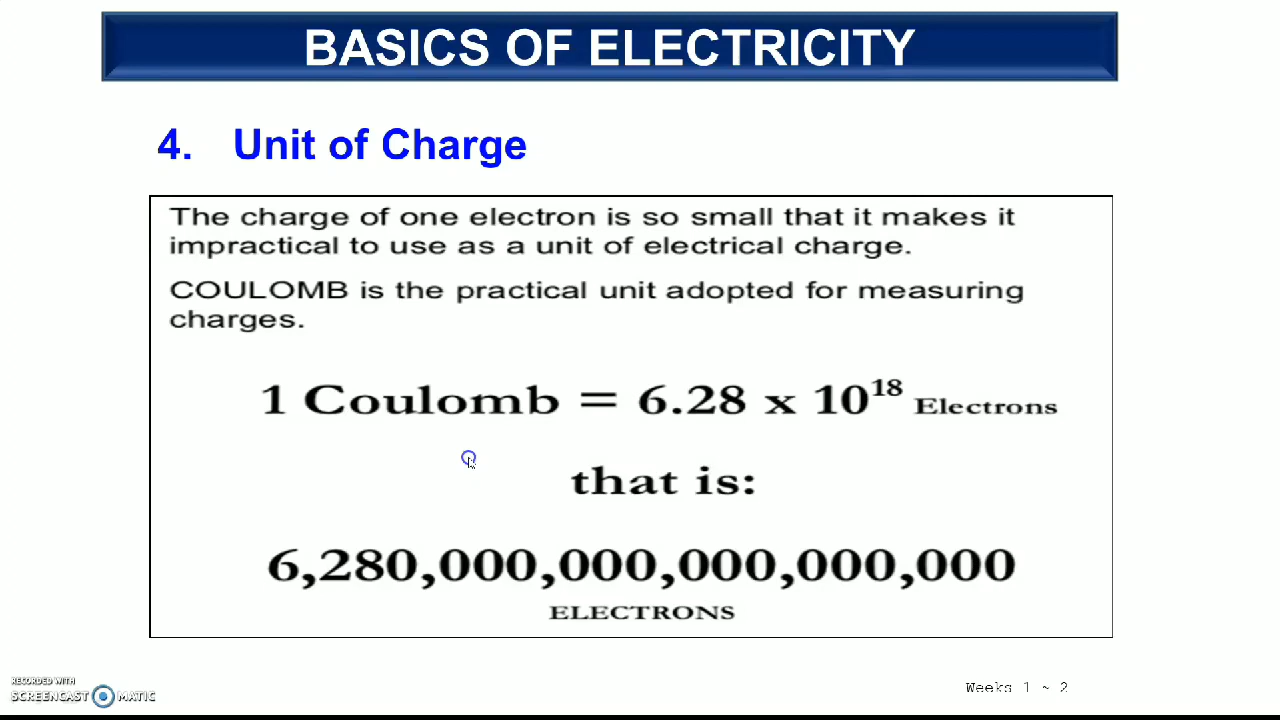 BASICS OF ELECTRICITY
4. Unit of Charge
The charge of one electron is so small that it makes it
impractical to use as a unit of electrical charge.
COULOMB is the practical unit adopted for measuring
charges.
1 Coulomb = 6.28 x 10¹⁸ Electrons
that is:
6,280,000,000,000,000,000
ELECTRONS
RECORDED WITH
SCREENCAST MATIC
Weeks 1 ~ 2